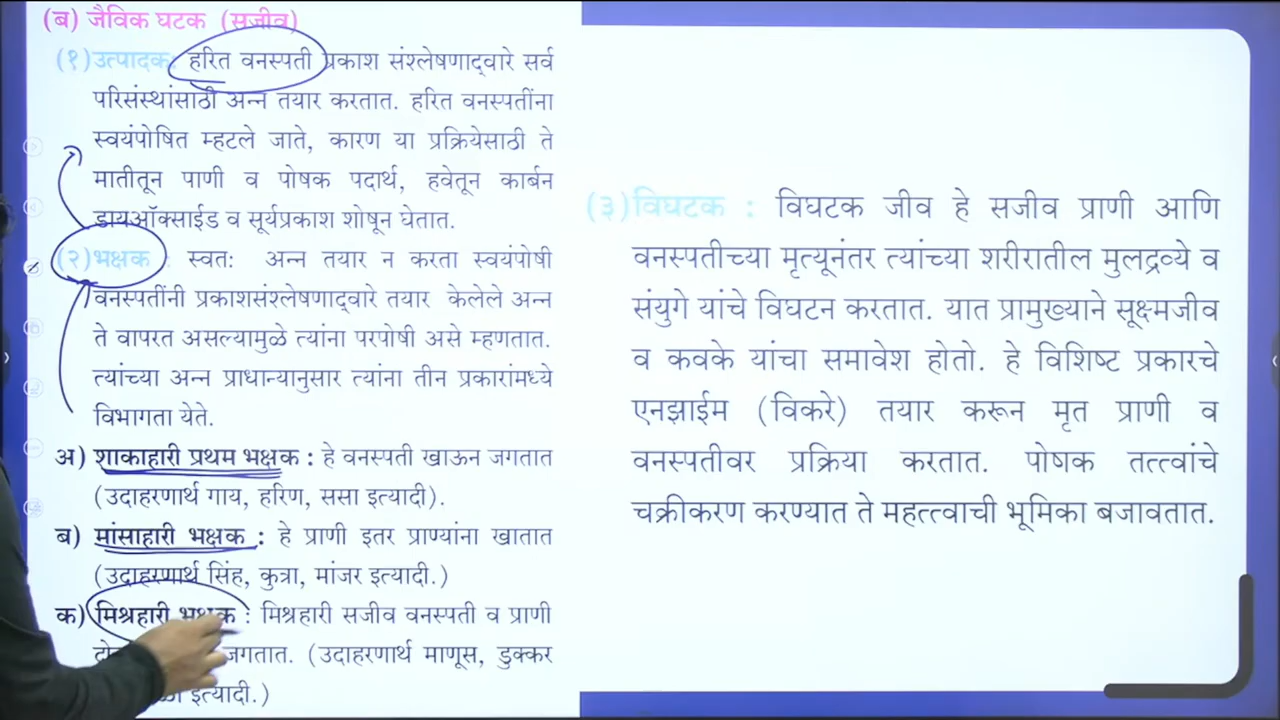 (ब) जैविक घटक (सजीव)
(१) उत्पादक: हरित वनस्पती प्रकाश संश्लेषणाद्वारे सर्व
परिसंस्थांसाठी अन्न तयार करतात. हरित वनस्पतींना
स्वयंपोषित म्हटले जाते, कारण या प्रक्रियेसाठी ते
मातीतून पाणी व पोषक पदार्थ, हवेतून कार्बन
डायऑक्साईड व सूर्यप्रकाश शोषून घेतात.
(२) भक्षक : स्वत: अन्न तयार न करता स्वयंपोषी
वनस्पतींनी प्रकाशसंश्लेषणाद्वारे तयार केलेले अन्न
ते वापरत असल्यामुळे त्यांना परपोषी असे म्हणतात.
त्यांच्या अन्न प्राधान्यानुसार त्यांना तीन प्रकारांमध्ये
विभागता येते.
अ) शाकाहारी प्रथम भक्षक : हे वनस्पती खाऊन जगतात
(उदाहरणार्थ गाय, हरिण, ससा इत्यादी).
ब) मांसाहारी भक्षक : हे प्राणी इतर प्राण्यांना खातात
(उदाहरणार्थ सिंह, कुत्रा, मांजर इत्यादी.)
क) मिश्रहारी भक्षक : मिश्रहारी सजीव वनस्पती व प्राणी
जगतात. (उदाहरणार्थ माणूस, डुक्कर
इत्यादी.)
(३) विघटक : विघटक जीव हे सजीव प्राणी आणि
वनस्पतीच्या मृत्यूनंतर त्यांच्या शरीरातील मुलद्रव्ये व
संयुगे यांचे विघटन करतात. यात प्रामुख्याने सूक्ष्मजीव
व कवके यांचा समावेश होतो. हे विशिष्ट प्रकारचे
एनझाईम (विकरे) तयार करून मृत प्राणी व
वनस्पतीवर प्रक्रिया करतात. पोषक तत्त्वांचे
चक्रीकरण करण्यात ते महत्त्वाची भूमिका बजावतात.